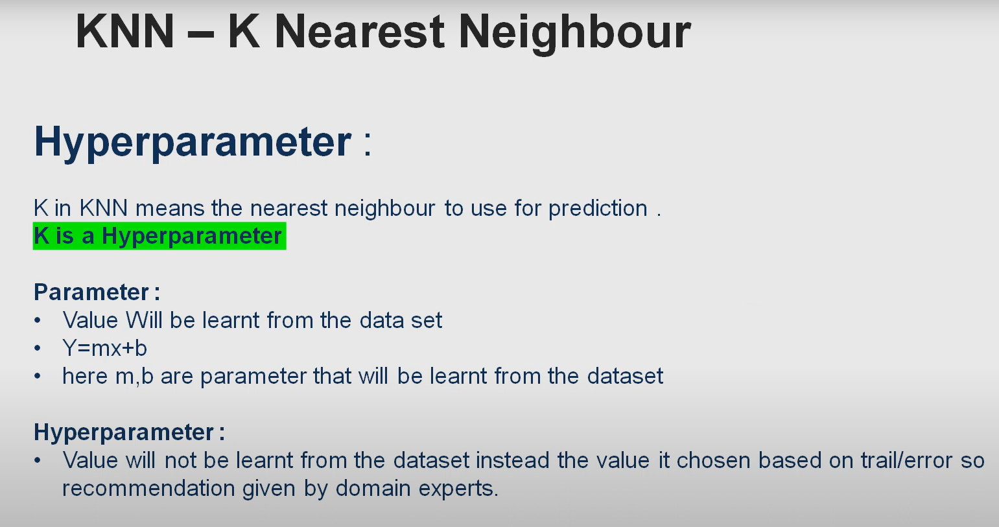 KNN – K Nearest Neighbour
Hyperparameter :
K in KNN means the nearest neighbour to use for prediction .
K is a Hyperparameter
Parameter :
• Value Will be learnt from the data set
• Y=mx+b
• here m,b are parameter that will be learnt from the dataset
Hyperparameter :
• Value will not be learnt from the dataset instead the value it chosen based on trail/error so
recommendation given by domain experts.